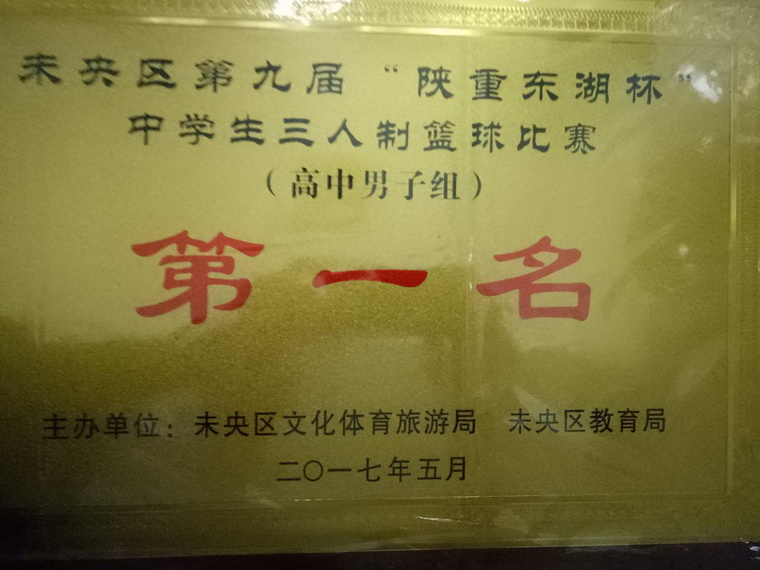 未央区第九届“陕重东湖杯”
中学生三人制篮球比赛
（高中男子组）
第一名
主办单位：未央区文化体育旅游局 未央区教育局
二〇一七年五月